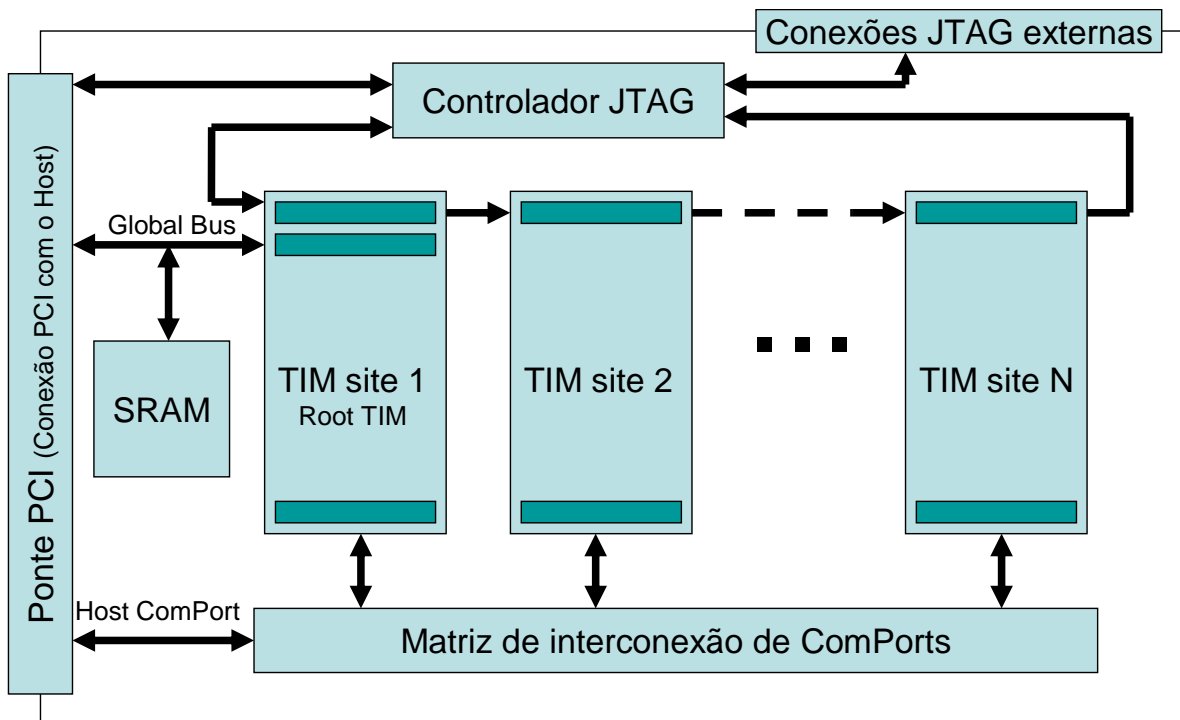 Conexões JTAG externas
Controlador JTAG
Ponte PCI (Conexão PCI com o Host)
Global Bus
SRAM
TIM site 1
Root TIM
TIM site 2
TIM site N
Host ComPort
Matriz de interconexão de ComPorts